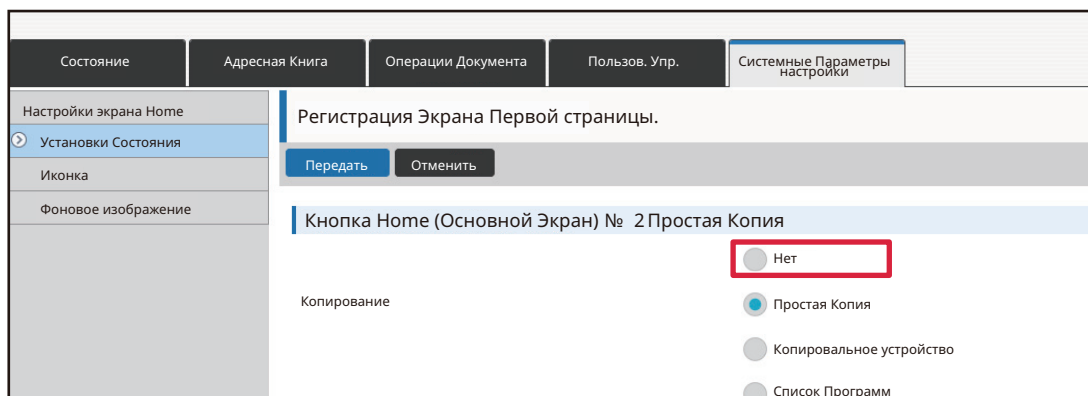 Состояние
Адресная Книга
Операции Документа
Пользов. Упр.
Системные Параметры
настройки
Настройки экрана Home
Установки Состояния
Иконка
Фоновое изображение
Регистрация Экрана Первой страницы.
Передать
Отменить
Кнопка Home (Основной Экран) № 2 Простая Копия
Нет
Копирование
Простая Копия
Копировальное устройство
Список Программ